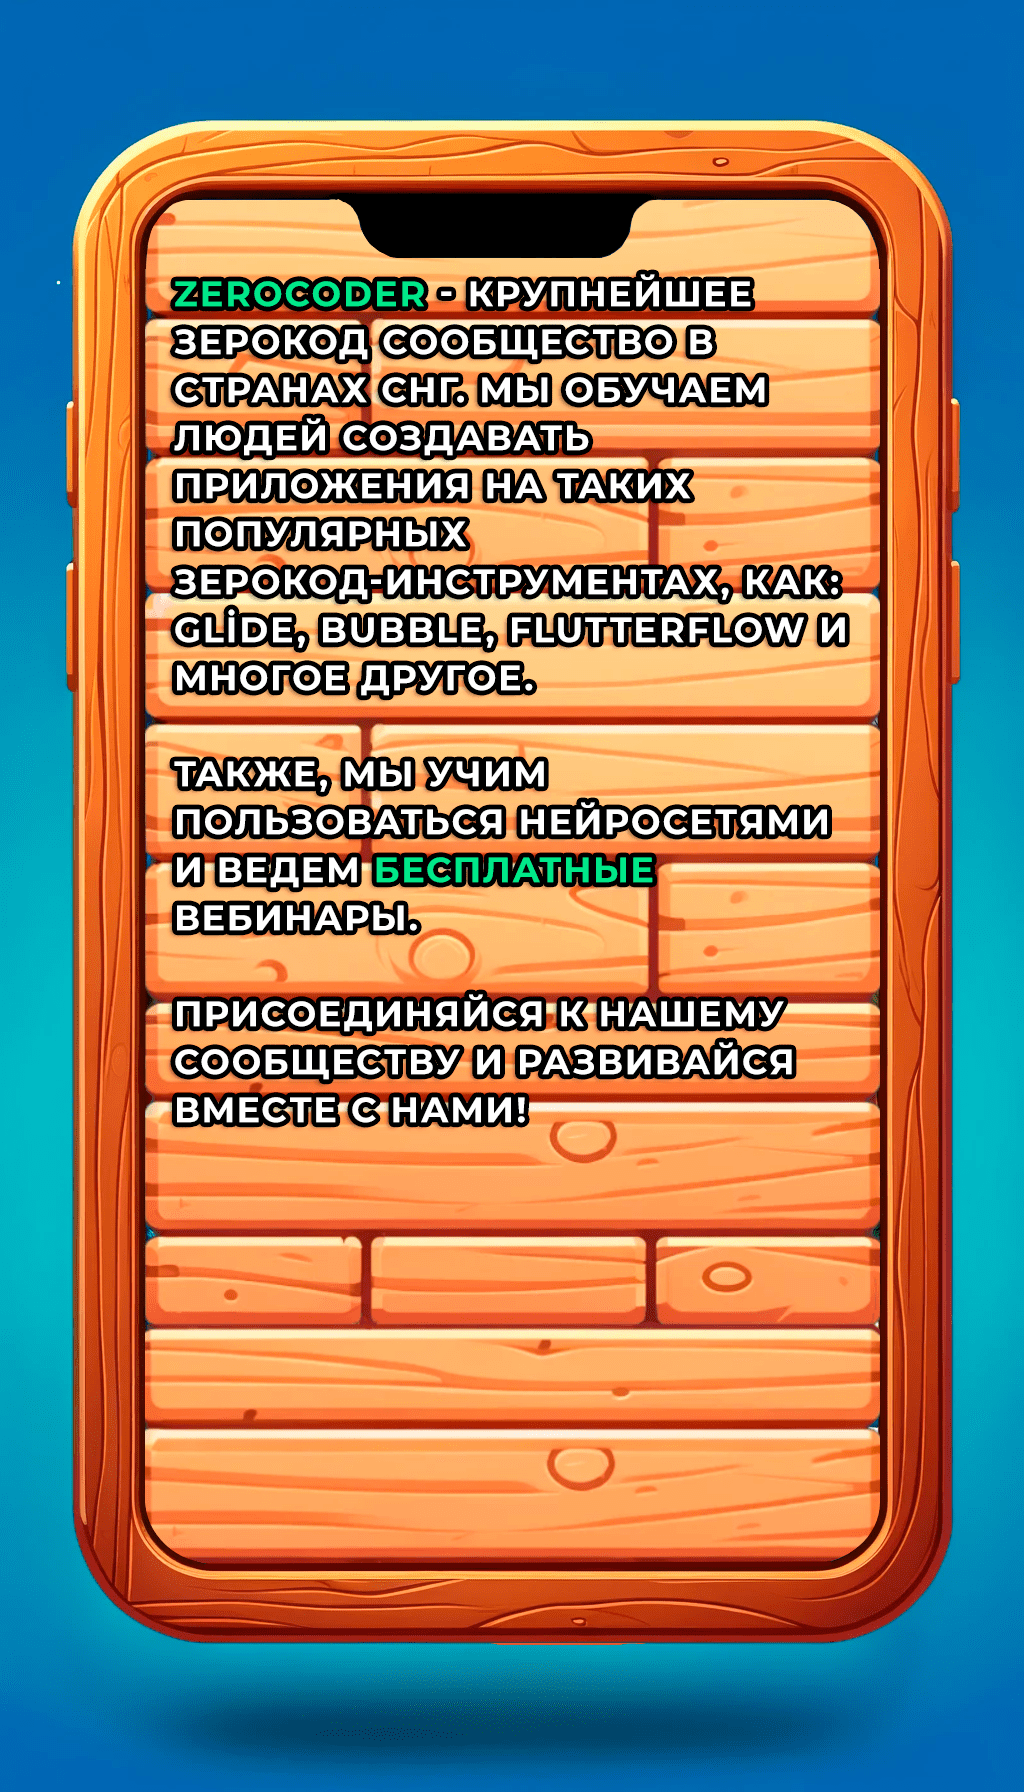 ZEROCODER - КРУПНЕЙШЕЕ
ЗЕРОКОД СООБЩЕСТВО В
СТРАНАХ СНГ. МЫ ОБУЧАЕМ
ЛЮДЕЙ СОЗДАВАТЬ
ПРИЛОЖЕНИЯ НА ТАКИХ
ПОПУЛЯРНЫХ
ЗЕРОКОД-ИНСТРУМЕНТАХ, КАК:
GLİDE, BUBBLE, FLUTTERFLOW И
МНОГОЕ ДРУГОЕ.
ТАКЖЕ, МЫ УЧИМ
ПОЛЬЗОВАТЬСЯ НЕЙРОСЕТЯМИ
И ВЕДЕМ БЕСПЛАТНЫЕ
ВЕБИНАРЫ.
ПРИСОЕДИНЯЙСЯ К НАШЕМУ
СООБЩЕСТВУ И РАЗВИВАЙСЯ
ВМЕСТЕ С НАМИ!